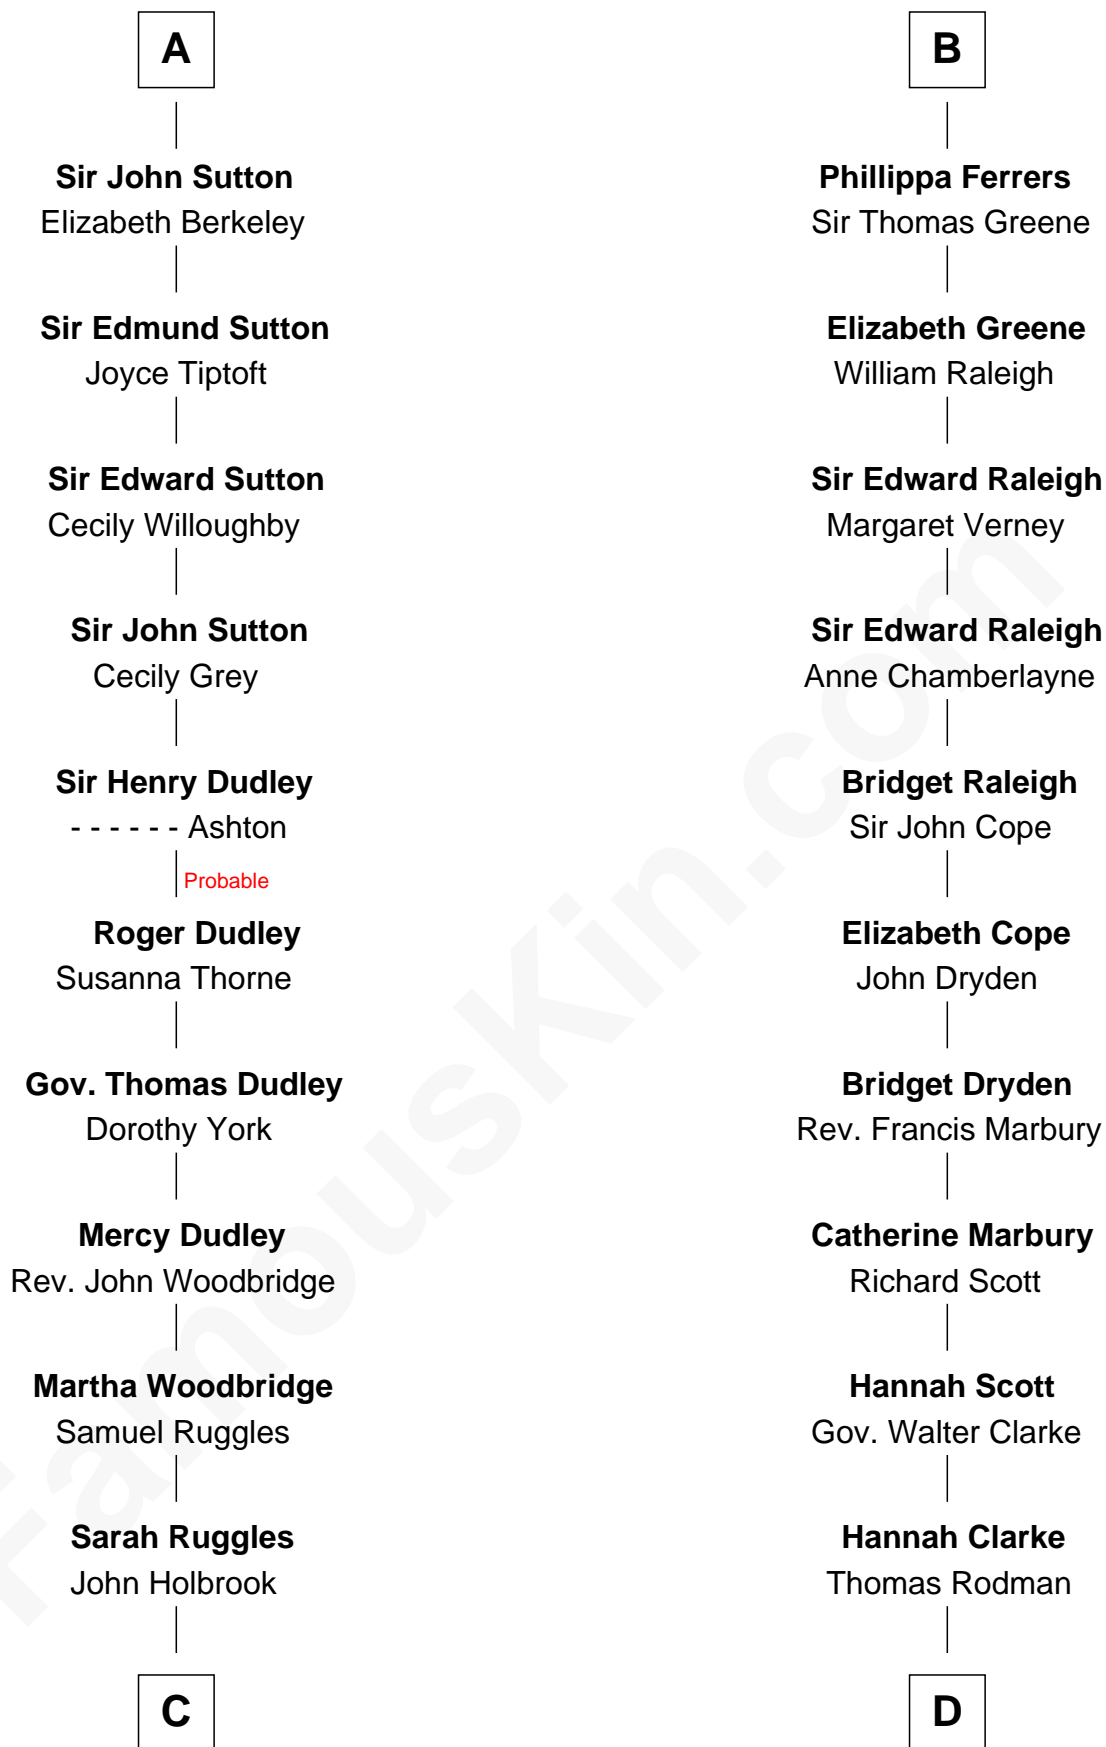 A
Sir John Sutton
Elizabeth Berkeley
Sir Edmund Sutton
Joyce Tiptoft
Sir Edward Sutton
Cecily Willoughby
Sir John Sutton
Cecily Grey
Sir Henry Dudley
- - - - - - Ashton
Probable
Roger Dudley
Susanna Thorne
Gov. Thomas Dudley
Dorothy York
Mercy Dudley
Rev. John Woodbridge
Martha Woodbridge
Samuel Ruggles
Sarah Ruggles
John Holbrook
C
B
Phillippa Ferrers
Sir Thomas Greene
Elizabeth Greene
William Raleigh
Sir Edward Raleigh
Margaret Verney
Sir Edward Raleigh
Anne Chamberlayne
Bridget Raleigh
Sir John Cope
Elizabeth Cope
John Dryden
Bridget Dryden
Rev. Francis Marbury
Catherine Marbury
Richard Scott
Hannah Scott
Gov. Walter Clarke
Hannah Clarke
Thomas Rodman
D
FamousKin.com